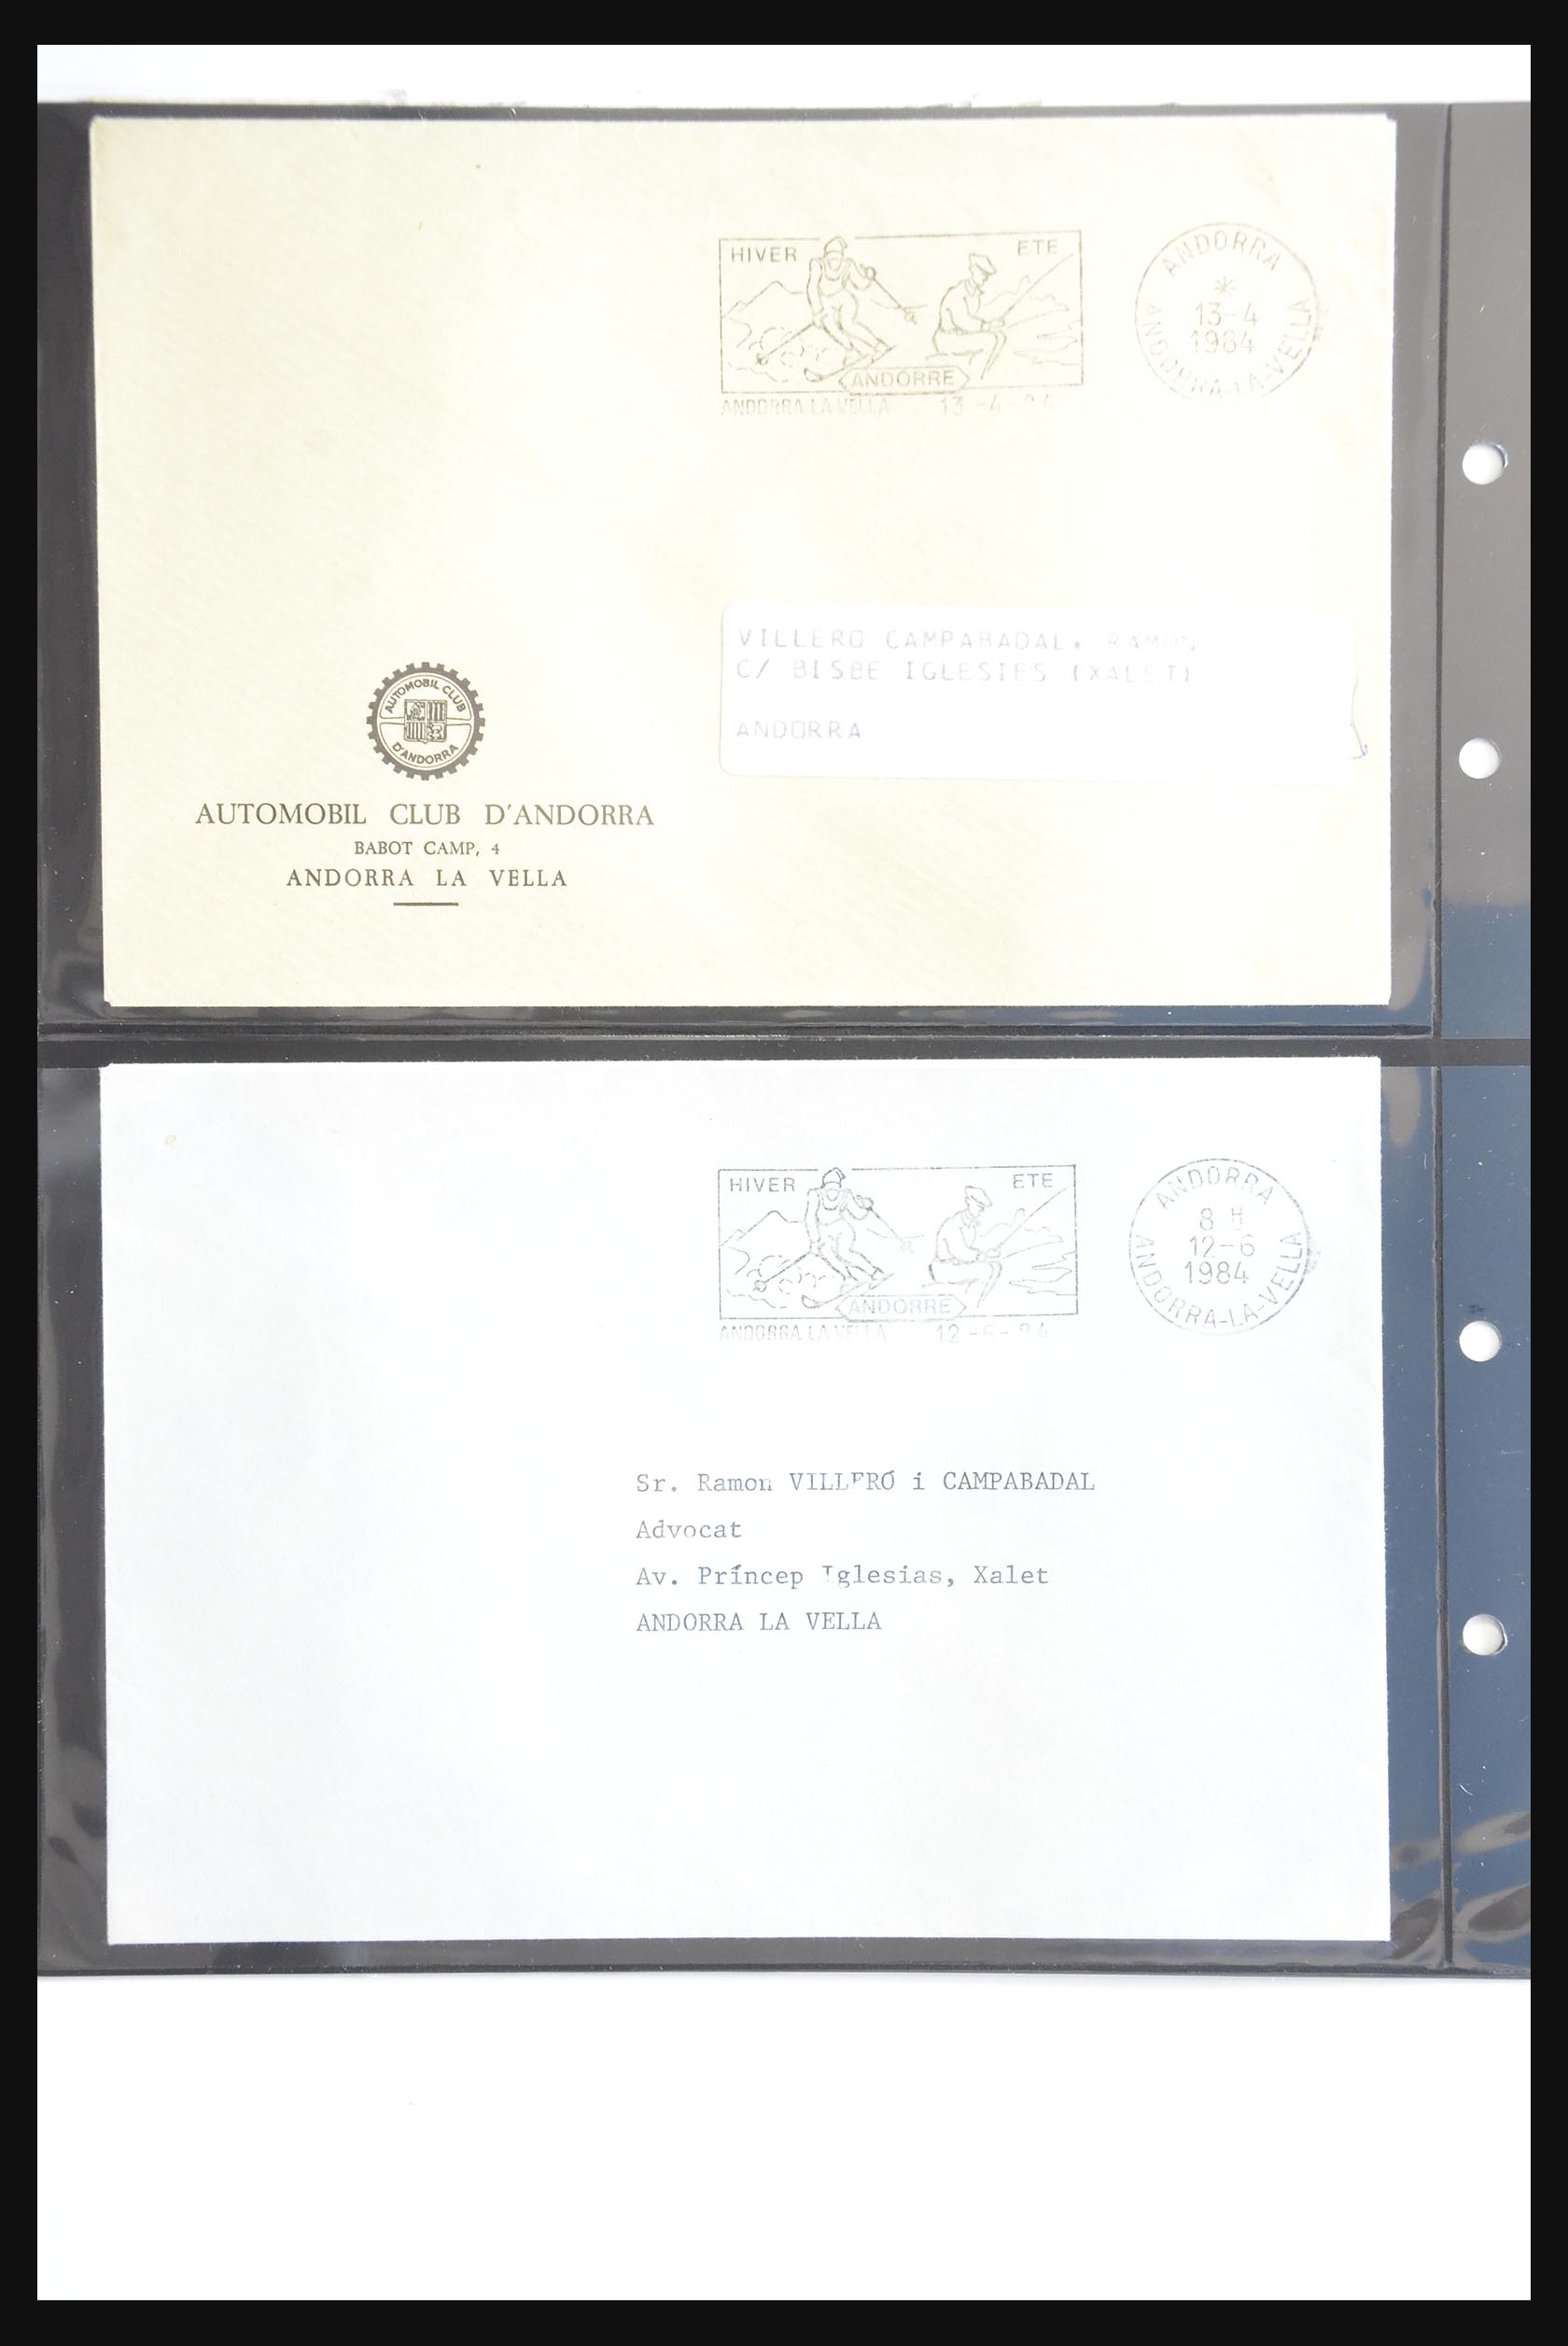 HIVER
ETE
ANDORRE
ANDORRA LA VELLA 13-4-84
ANDORRA
13-4
1984
ANDORRA-LA-VELLA
VILLERO CAMPABADAL, RAMON
C/ BISBE IGLESIES (XALET)
ANDORRA
AUTOMOBIL CLUB
D'ANDORRA
AUTOMOBIL CLUB D'ANDORRA
BABOT CAMP, 4
ANDORRA LA VELLA
HIVER
ETE
ANDORRE
ANDORRA LA VELLA 12-6-84
ANDORRA
8 H
12-6
1984
ANDORRA-LA-VELLA
Sr. Ramon VILLERÓ i CAMPABADAL
Advocat
Av. Príncep Iglesias, Xalet
ANDORRA LA VELLA